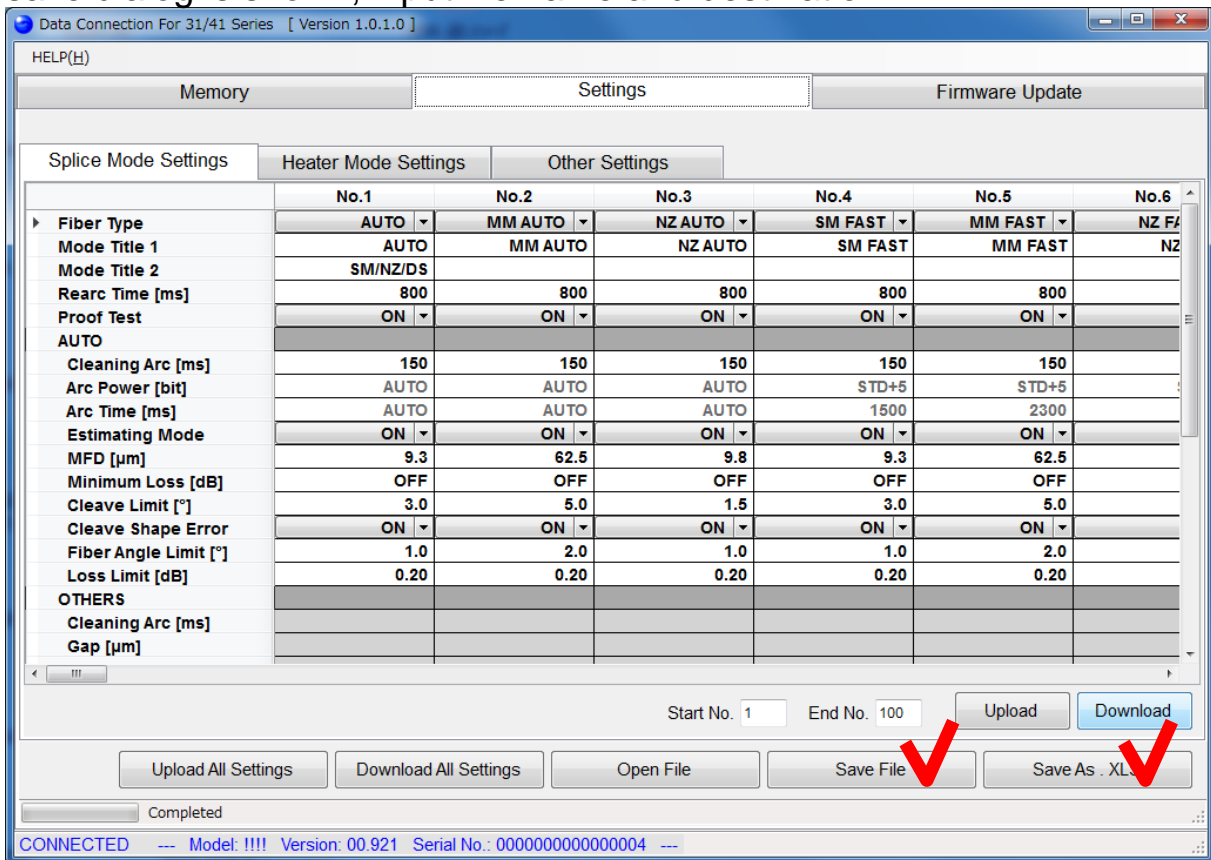 Data Connection For 31/41 Series [ Version 1.0.1.0 ]
HELP(H)
Memory Settings Firmware Update
Splice Mode Settings Heater Mode Settings Other Settings
No.1 No.2 No.3 No.4 No.5 No.6
Fiber Type AUTO MM AUTO NZ AUTO SM FAST MM FAST NZ
Mode Title 1 AUTO MM AUTO NZ AUTO SM FAST MM FAST NZ
Mode Title 2 SM/NZ/DS
Rearc Time [ms] 800 800 800 800 800
Proof Test ON ON ON ON ON
AUTO
Cleaning Arc [ms] 150 150 150 150 150
Arc Power [bit] AUTO AUTO AUTO STD+5 STD+5
Arc Time [ms] AUTO AUTO AUTO 1500 2300
Estimating Mode ON ON ON ON ON
MFD [µm] 9.3 62.5 9.8 9.3 62.5
Minimum Loss [dB] OFF OFF OFF OFF OFF
Cleave Limit [°] 3.0 5.0 1.5 3.0 5.0
Cleave Shape Error ON ON ON ON ON
Fiber Angle Limit [°] 1.0 2.0 1.0 1.0 2.0
Loss Limit [dB] 0.20 0.20 0.20 0.20 0.20
OTHERS
Cleaning Arc [ms]
Gap [µm]
Start No. 1 End No. 100 Upload Download
Upload All Settings Download All Settings Open File Save File Save As .
Completed
CONNECTED --- Model: !!!! Version: 00.921 Serial No.: 0000000000000004 ---